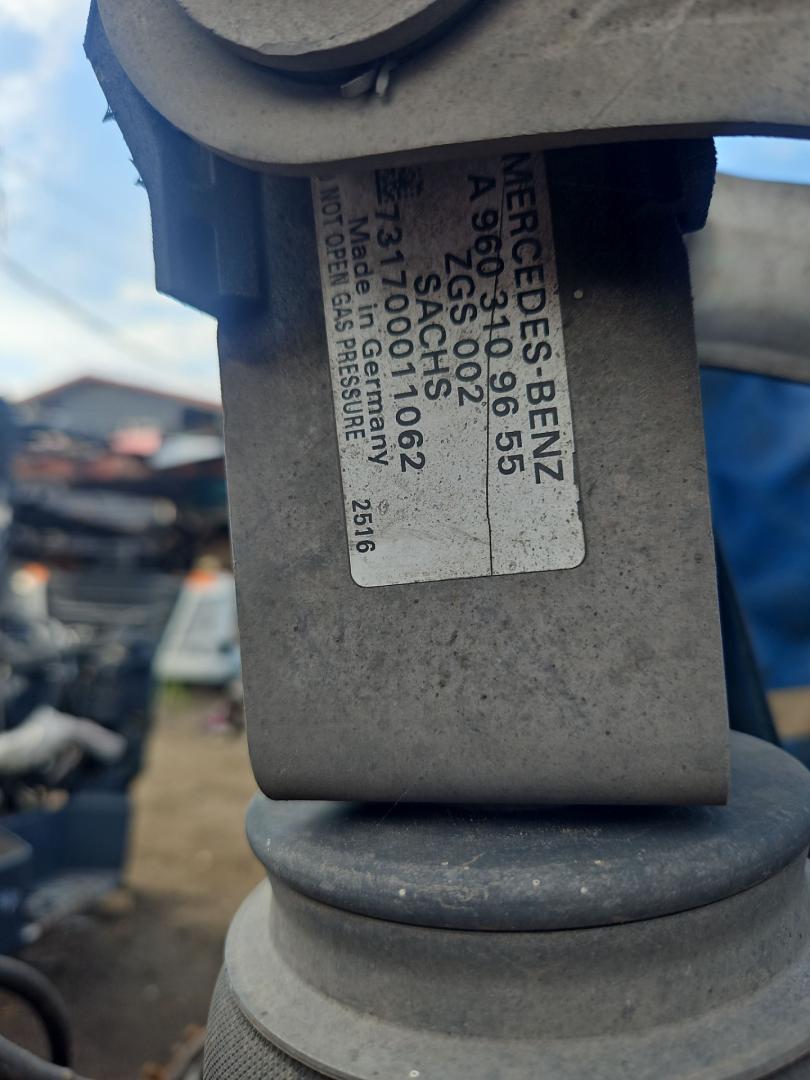 MERCEDES-BENZ
A 960 310 96 55
ZGS 002
SACHS
731700011062
Made in Germany
NOT OPEN GAS PRESSURE 2516